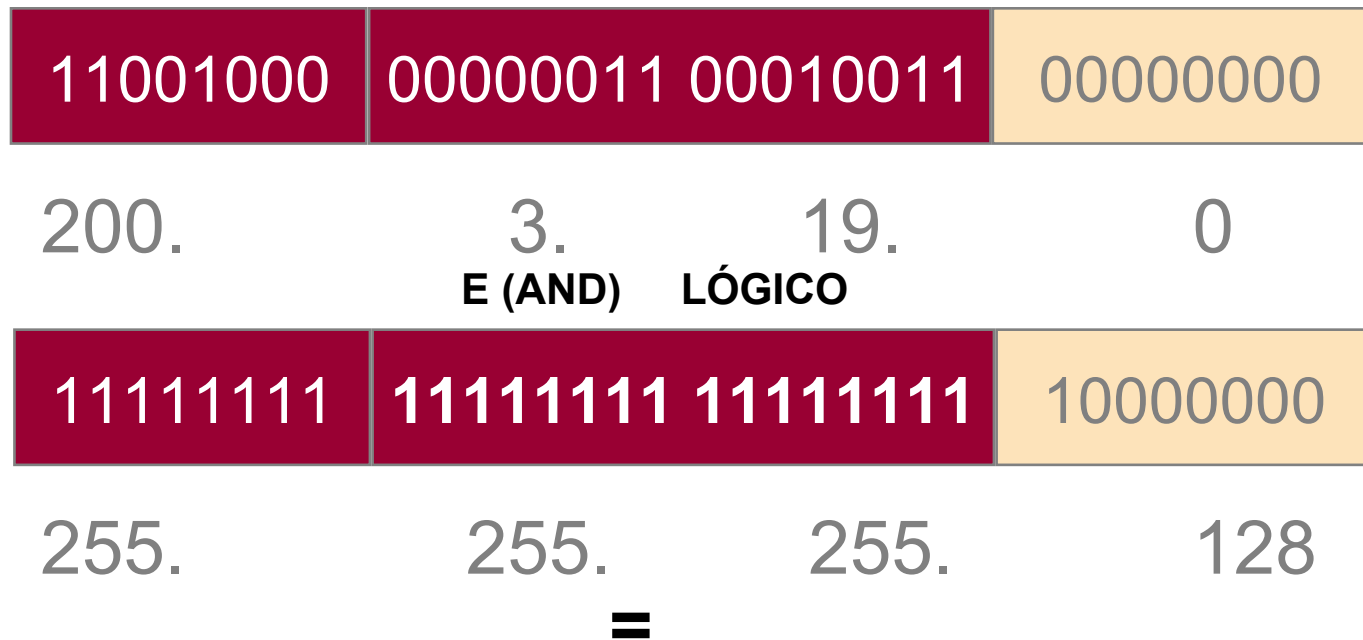 11001000 00000011 00010011 00000000
200. 3. 19. 0
E (AND) LÓGICO
11111111 11111111 11111111 10000000
255. 255. 255. 128
=